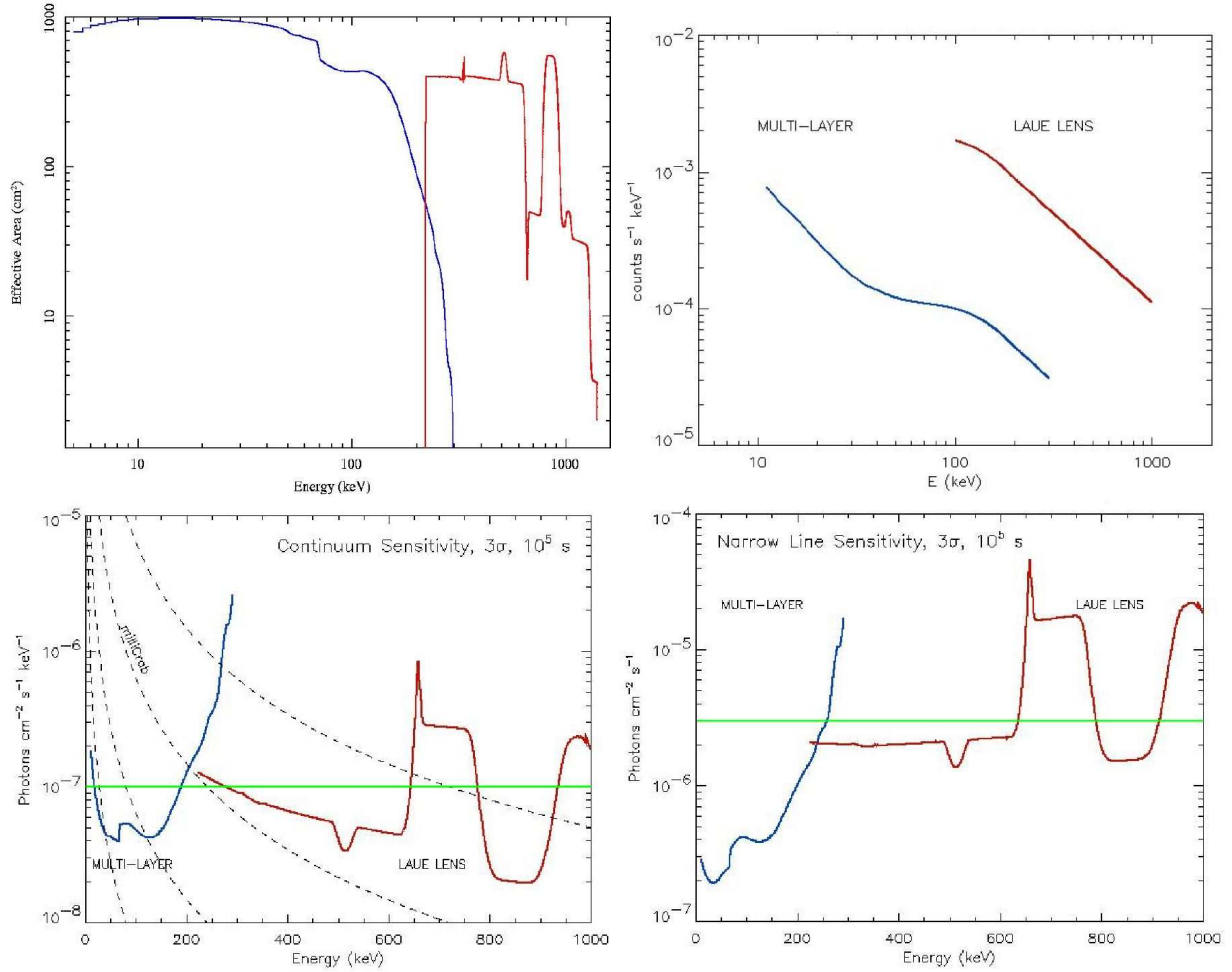 1000
100
10
Effective Area (cm²)
10
100
1000
Energy (keV)
10⁻²
10⁻³
10⁻⁴
10⁻⁵
counts s⁻¹ keV⁻¹
MULTI-LAYER
LAUE LENS
10
100
1000
E (keV)
10⁻⁵
10⁻⁶
10⁻⁷
10⁻⁸
Photons cm⁻² s⁻¹ keV⁻¹
Continuum Sensitivity, 3σ, 10⁵ s
milliCrab
MULTI-LAYER
LAUE LENS
0
200
400
600
800
1000
Energy (keV)
10⁻⁴
10⁻⁵
10⁻⁶
10⁻⁷
Photons cm⁻² s⁻¹
Narrow Line Sensitivity, 3σ, 10⁵ s
MULTI-LAYER
LAUE LENS
0
200
400
600
800
1000
Energy (keV)